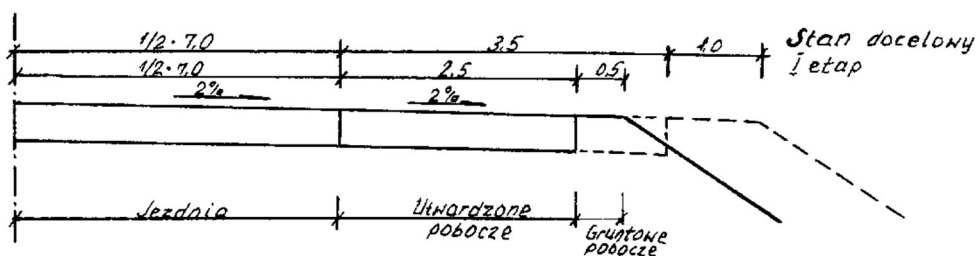 1/2·7,0 3,5 1,0 Stan docelowy
1/2·7,0 2,5 0,5 I etap
2% 2%
Jezdnia Utwardzone pobocze Gruntowe pobocze